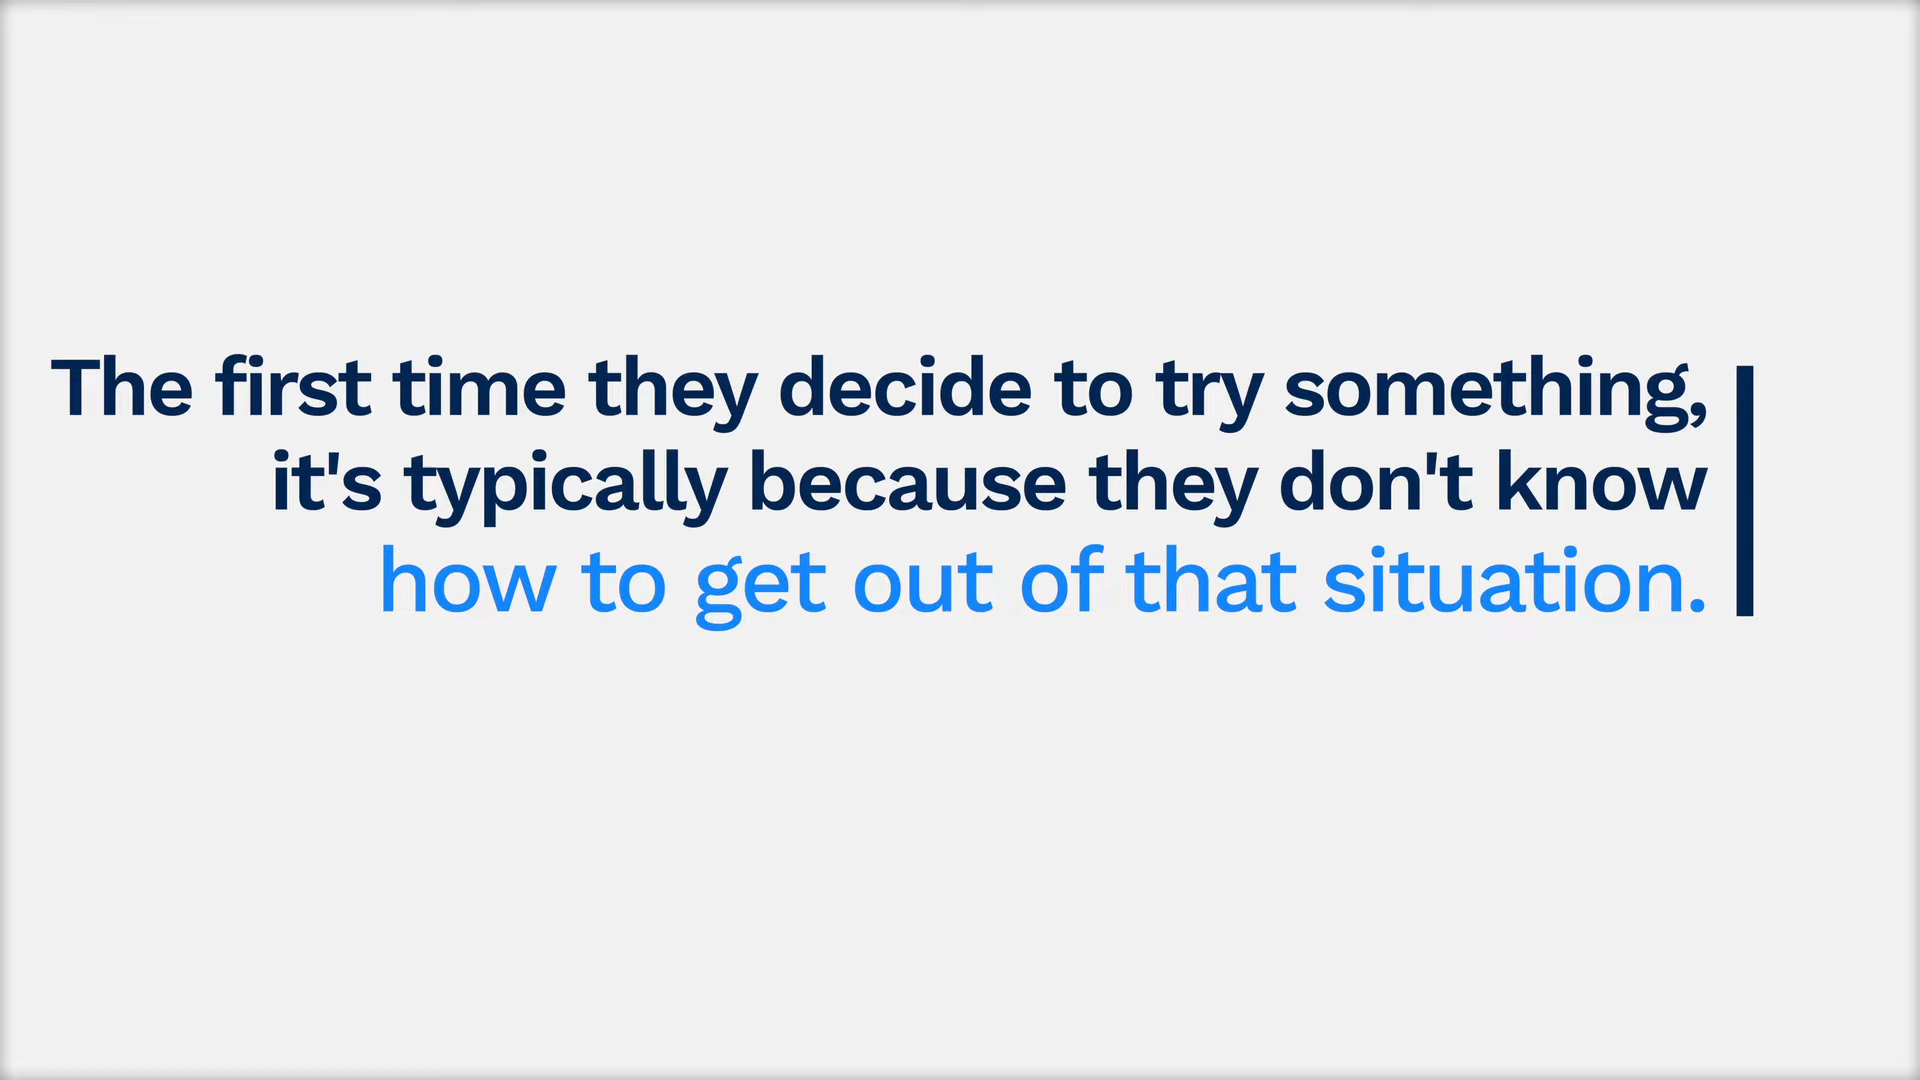 The first time they decide to try something,
it's typically because they don't know
how to get out of that situation.